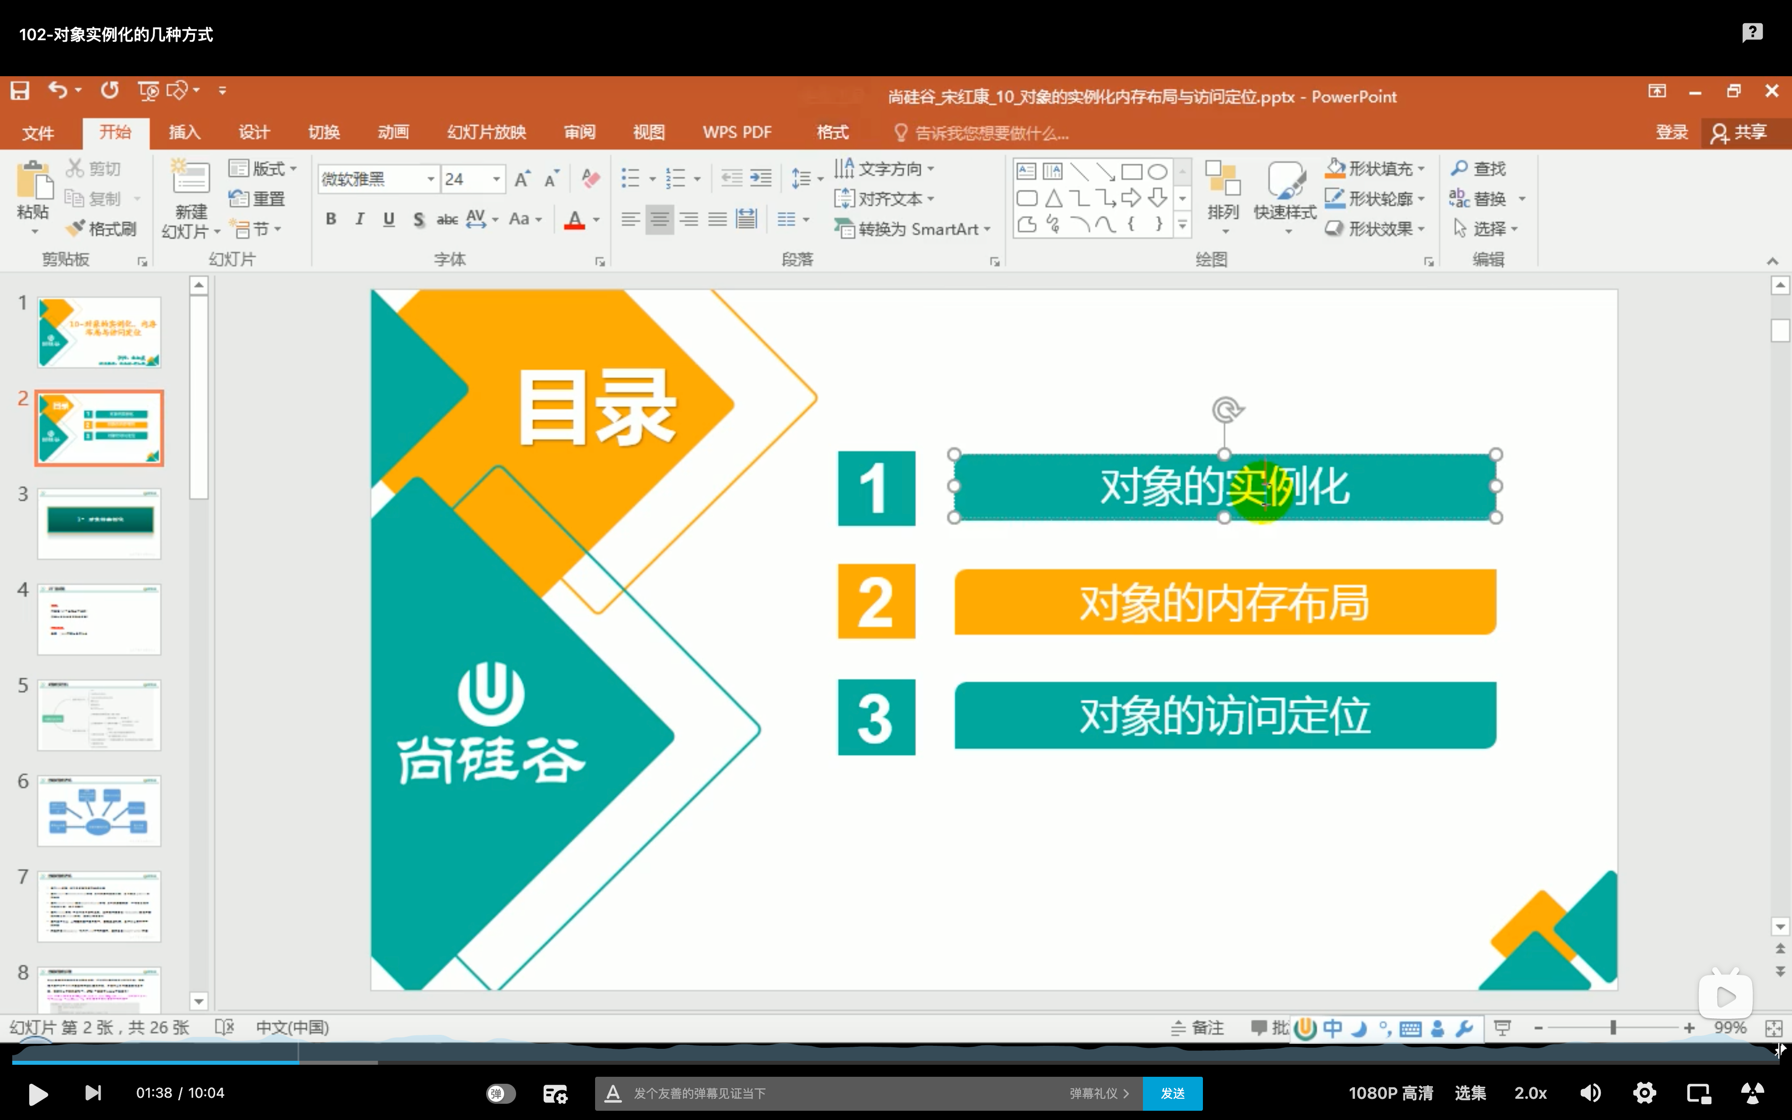 102-对象实例化的几种方式
尚硅谷_宋红康_10_对象的实例化内存布局与访问定位.pptx - PowerPoint
文件 开始 插入 设计 切换 动画 幻灯片放映 审阅 视图 WPS PDF 格式 告诉我您想要做什么... 登录 共享
粘贴 剪切 复制 格式刷
新建幻灯片 版式 重置 节
微软雅黑 24
B I U S abc AV Aa A
文字方向 对齐文本 转换为 SmartArt
排列 快速样式 形状填充 形状轮廓 形状效果
查找 替换 选择
剪贴板 幻灯片 字体 段落 绘图 编辑
1
2
3
4
5
6
7
8
目录
尚硅谷
1 对象的实例化
2 对象的内存布局
3 对象的访问定位
幻灯片 第 2 张，共 26 张 中文(中国) 备注 批 中 99%
01:38 / 10:04 弹 发个友善的弹幕见证当下 弹幕礼仪 发送 1080P 高清 选集 2.0x